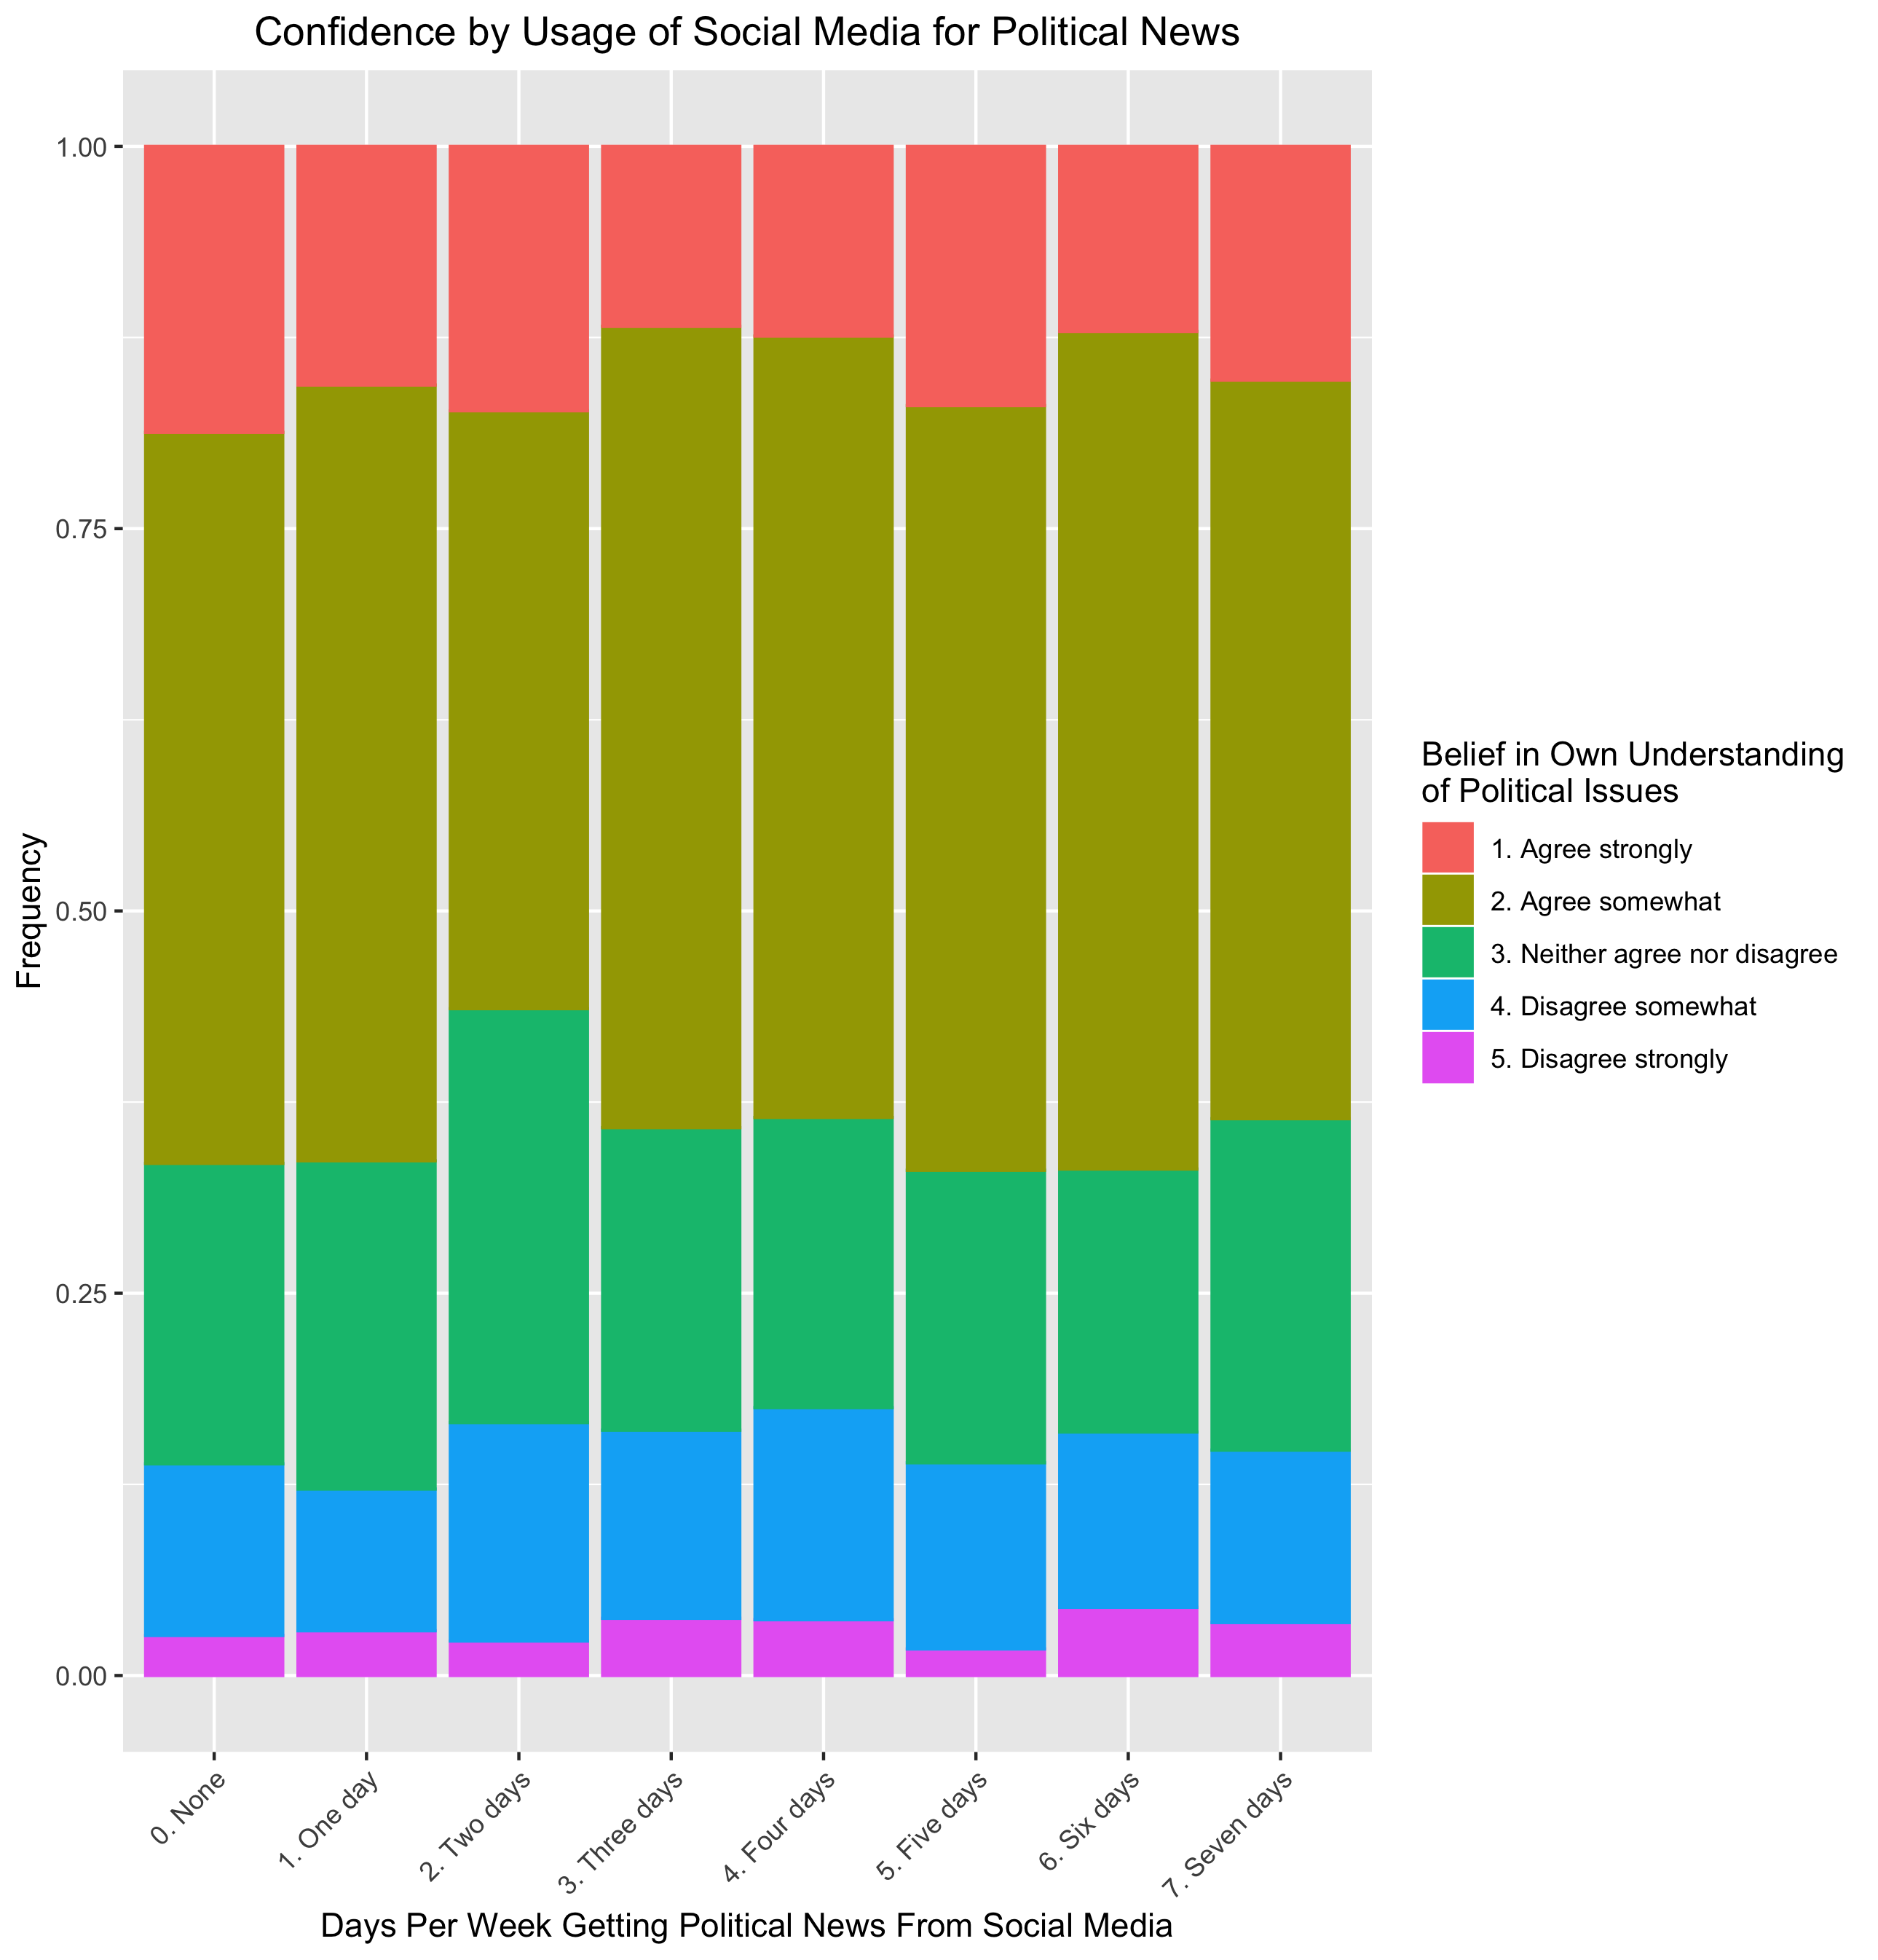 Confidence by Usage of Social Media for Political News
1.00
0.75
0.50
0.25
0.00
Frequency
0. None
1. One day
2. Two days
3. Three days
4. Four days
5. Five days
6. Six days
7. Seven days
Days Per Week Getting Political News From Social Media
Belief in Own Understanding
of Political Issues
1. Agree strongly
2. Agree somewhat
3. Neither agree nor disagree
4. Disagree somewhat
5. Disagree strongly